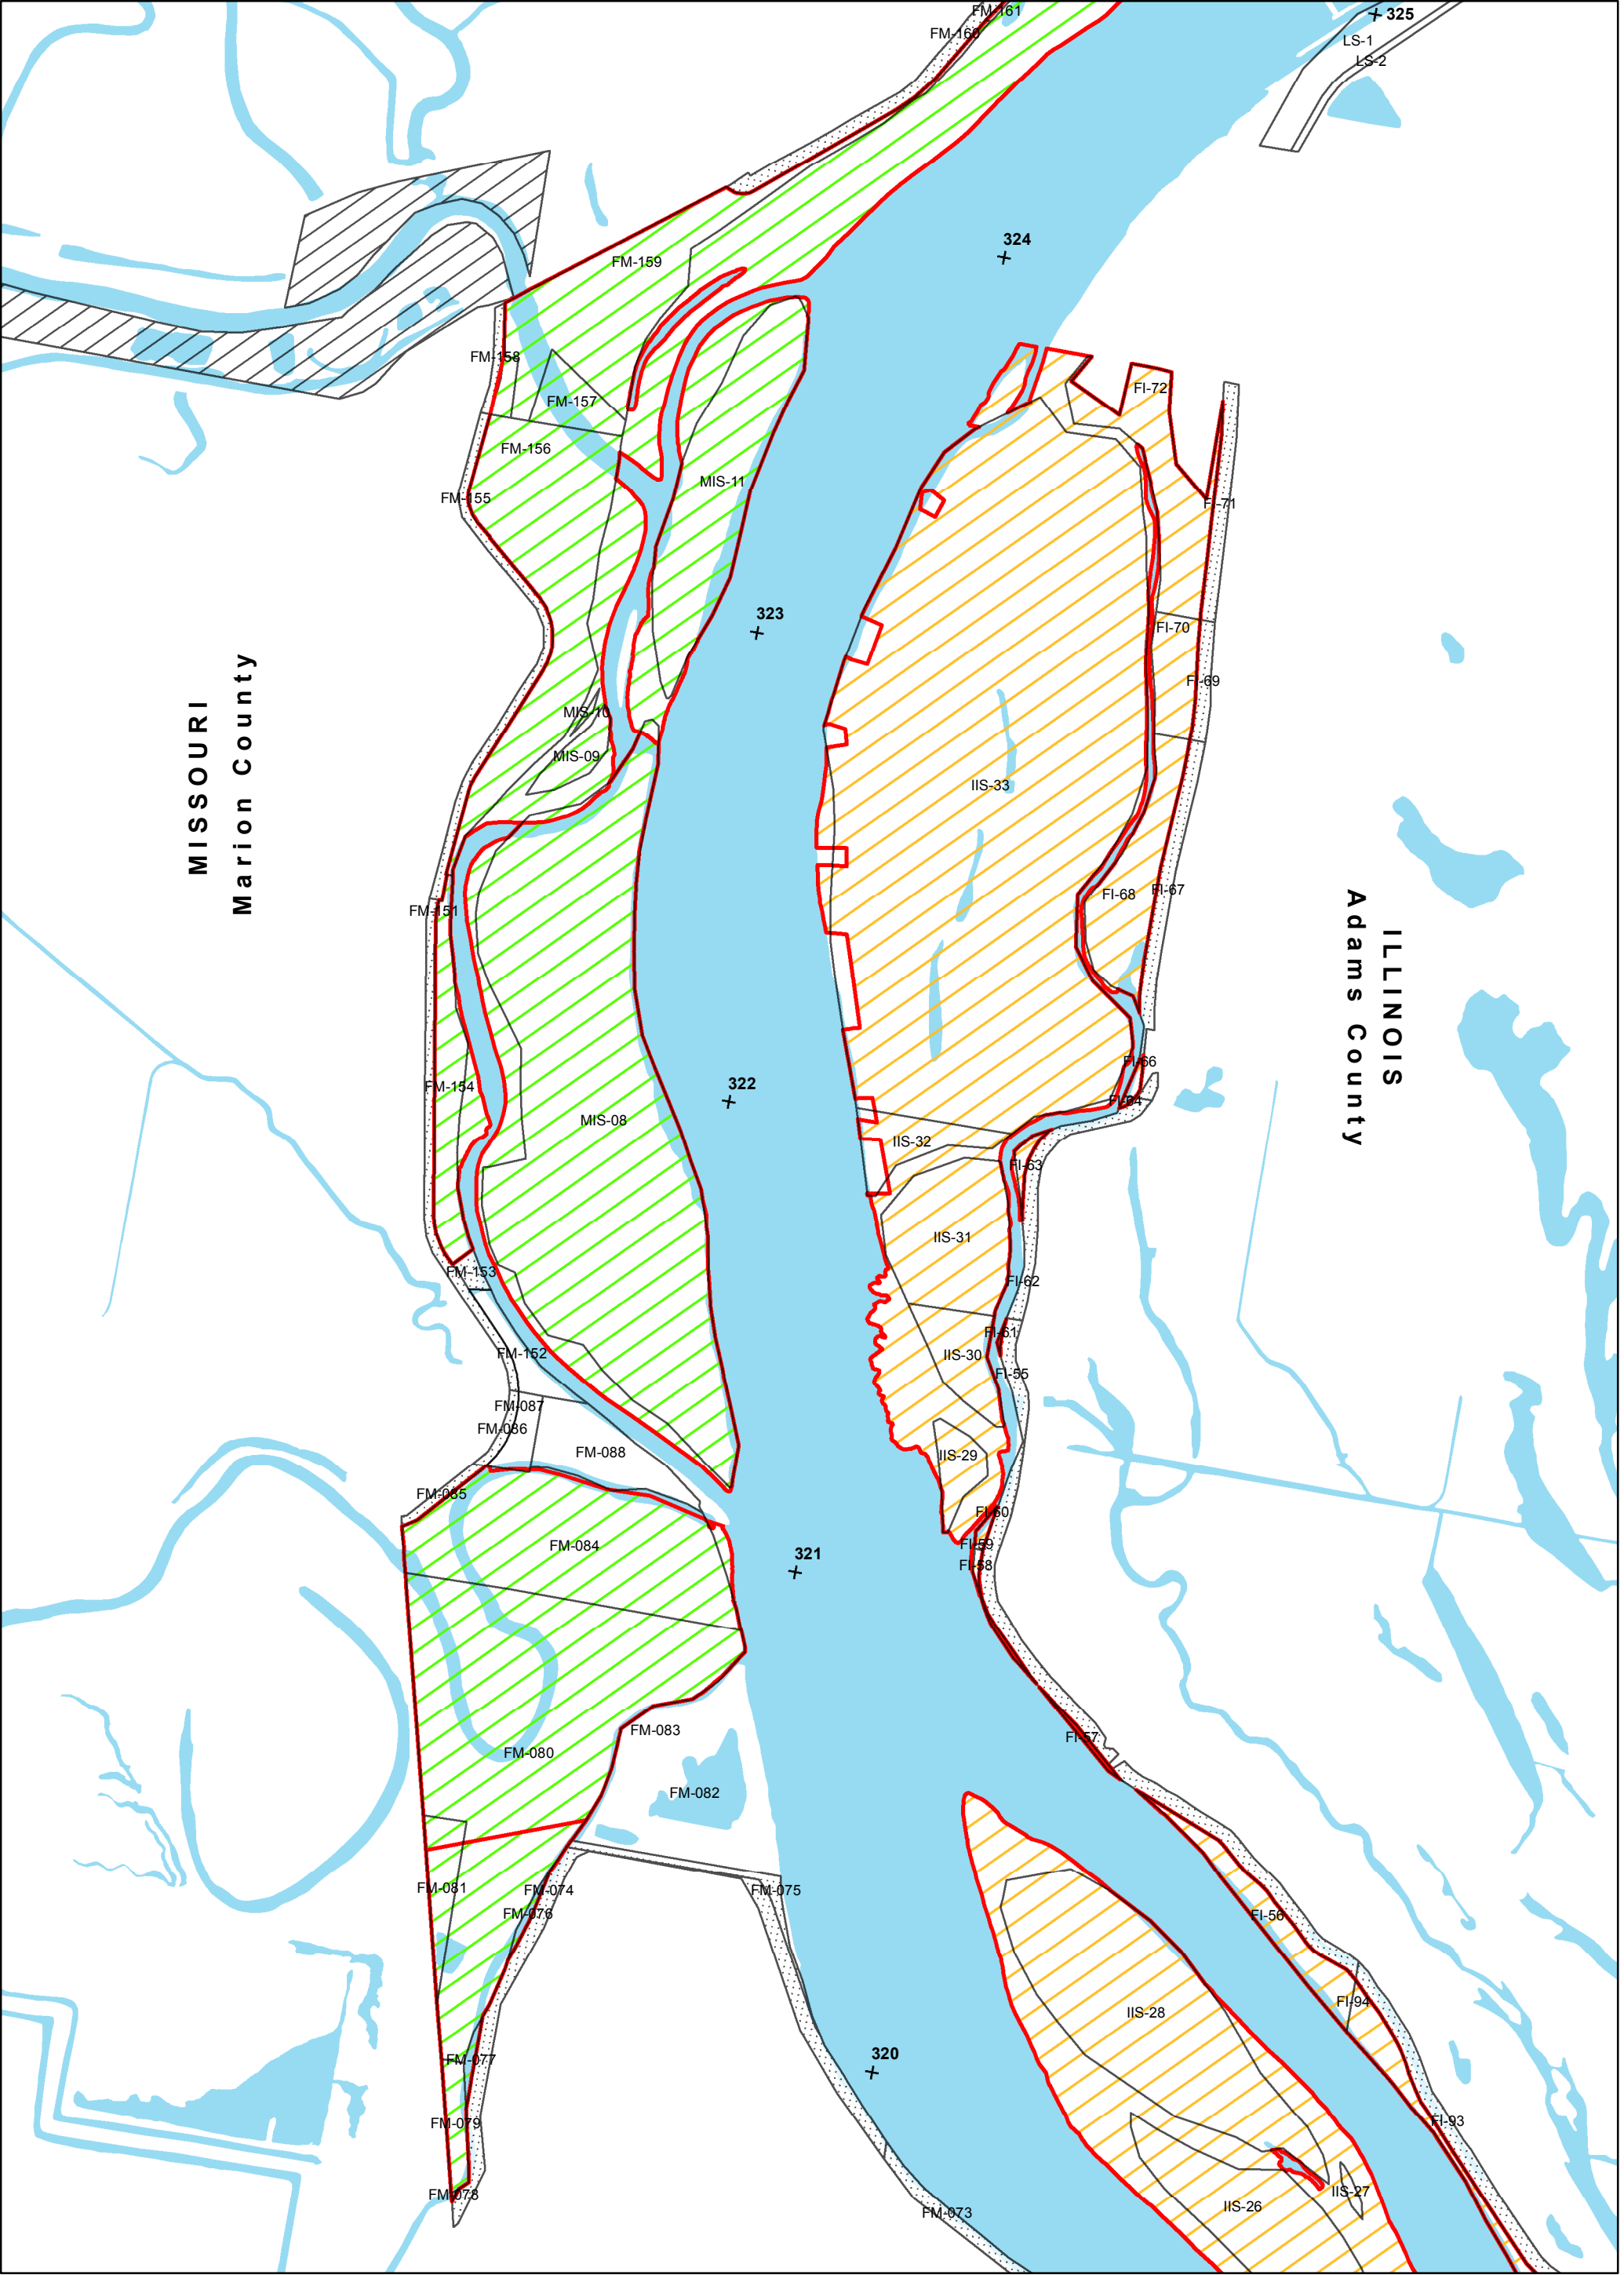 FM-161
325
FM-160
LS-1
LS-2
324
FM-159
FM-158
FI-72
FM-157
FM-156
MIS-11
FM-155
FI-71
323
FI-70
MISSOURI
Marion County
FI-69
MIS-10
MIS-09
IIS-33
FI-68
FI-67
FM-151
ILLINOIS
Adams County
FI-66
322
FM-154
FI-64
MIS-08
IIS-32
FI-63
IIS-31
FM-153
FI-62
FI-61
FM-152
IIS-30
FI-55
FM-087
FM-086
FM-088
IIS-29
FM-085
FI-60
FM-084
FI-59
321
FI-58
FM-083
FI-57
FM-080
FM-082
FM-081
FM-074
FM-075
FM-076
FI-56
FI-94
IIS-28
320
FM-077
FM-079
FI-93
FM-078
IIS-27
IIS-26
FM-073